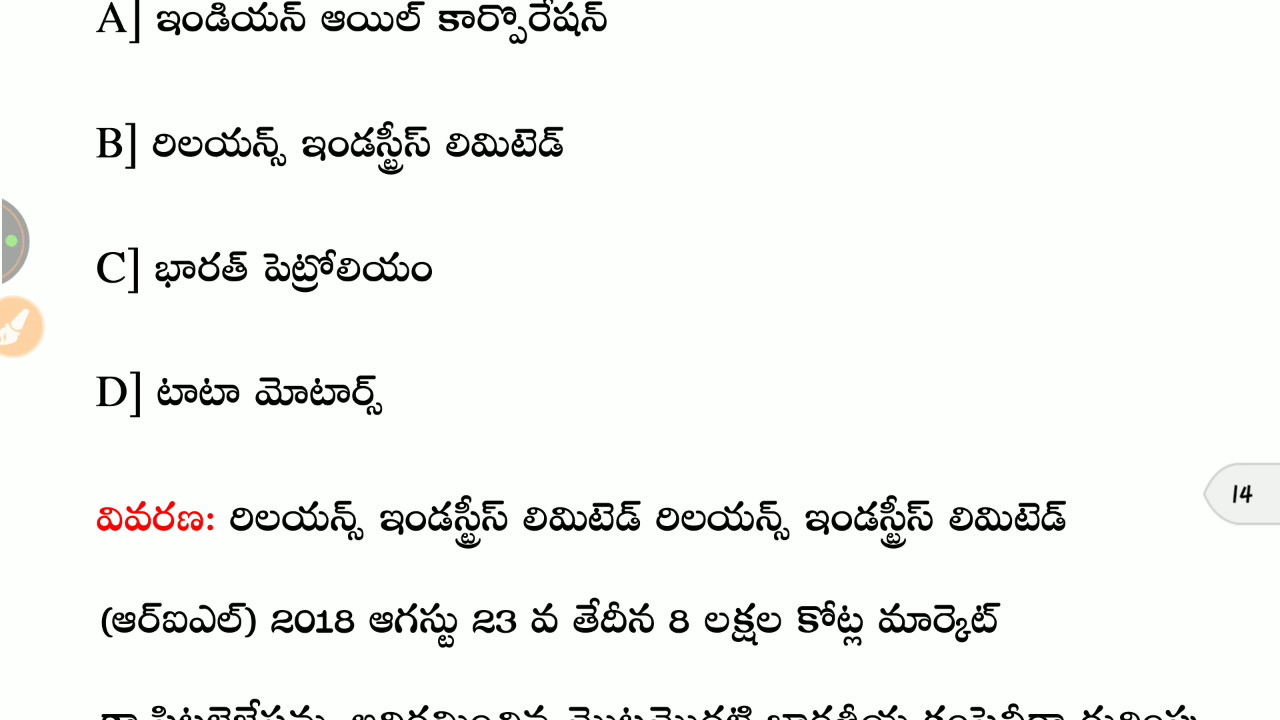 A] ఇండియన్ ఆయిల్ కార్పొరేషన్
B] రిలయన్స్ ఇండస్ట్రీస్ లిమిటెడ్
C] భారత్ పెట్రోలియం
D] టాటా మోటార్స్
14
వివరణ: రిలయన్స్ ఇండస్ట్రీస్ లిమిటెడ్ రిలయన్స్ ఇండస్ట్రీస్ లిమిటెడ్
(ఆర్ఐఎల్) 2018 ఆగస్టు 23 వ తేదీన 8 లక్షల కోట్ల మార్కెట్